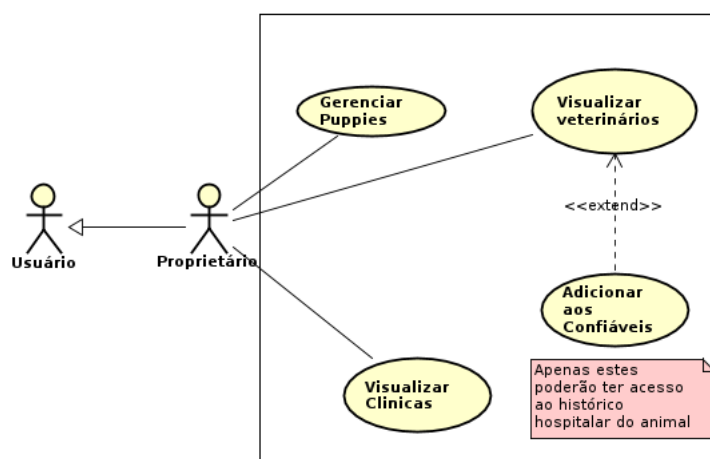 Gerenciar
Puppies
Visualizar
veterinários
<<extend>>
Usuário
Proprietário
Adicionar
aos
Confiáveis
Visualizar
Clinicas
Apenas estes
poderão ter acesso
ao histórico
hospitalar do animal